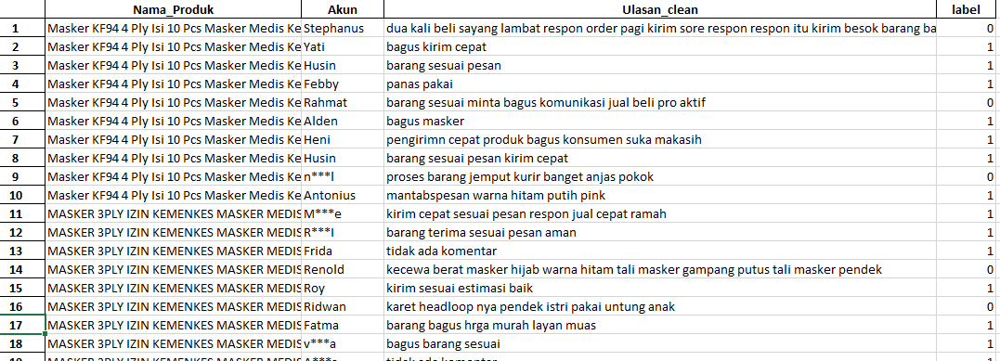 Nama_Produk Akun Ulasan_clean label
1 Masker KF94 4 Ply Isi 10 Pcs Masker Medis Ke Stephanus dua kali beli sayang lambat respon order pagi kirim sore respon respon itu kirim besok barang ba 0
2 Masker KF94 4 Ply Isi 10 Pcs Masker Medis Ke Yati bagus kirim cepat 1
3 Masker KF94 4 Ply Isi 10 Pcs Masker Medis Ke Husin barang sesuai pesan 1
4 Masker KF94 4 Ply Isi 10 Pcs Masker Medis Ke Febby panas pakai 1
5 Masker KF94 4 Ply Isi 10 Pcs Masker Medis Ke Rahmat barang sesuai minta bagus komunikasi jual beli pro aktif 0
6 Masker KF94 4 Ply Isi 10 Pcs Masker Medis Ke Alden bagus masker 1
7 Masker KF94 4 Ply Isi 10 Pcs Masker Medis Ke Heni pengirimn cepat produk bagus konsumen suka makasih 1
8 Masker KF94 4 Ply Isi 10 Pcs Masker Medis Ke Husin barang sesuai pesan kirim cepat 1
9 Masker KF94 4 Ply Isi 10 Pcs Masker Medis Ke n***l proses barang jemput kurir banget anjas pokok 0
10 Masker KF94 4 Ply Isi 10 Pcs Masker Medis Ke Antonius mantabspesan warna hitam putih pink 1
11 MASKER 3PLY IZIN KEMENKES MASKER MEDIS M***e kirim cepat sesuai pesan respon jual cepat ramah 1
12 MASKER 3PLY IZIN KEMENKES MASKER MEDIS R***I barang terima sesuai pesan aman 1
13 MASKER 3PLY IZIN KEMENKES MASKER MEDIS Frida tidak ada komentar 1
14 MASKER 3PLY IZIN KEMENKES MASKER MEDIS Renold kecewa berat masker hijab warna hitam tali masker gampang putus tali masker pendek 0
15 MASKER 3PLY IZIN KEMENKES MASKER MEDIS Roy kirim sesuai estimasi baik 1
16 MASKER 3PLY IZIN KEMENKES MASKER MEDIS Ridwan karet headloop nya pendek istri pakai untung anak 0
17 MASKER 3PLY IZIN KEMENKES MASKER MEDIS Fatma barang bagus hrga murah layan muas 1
18 MASKER 3PLY IZIN KEMENKES MASKER MEDIS v***a bagus barang sesuai 1